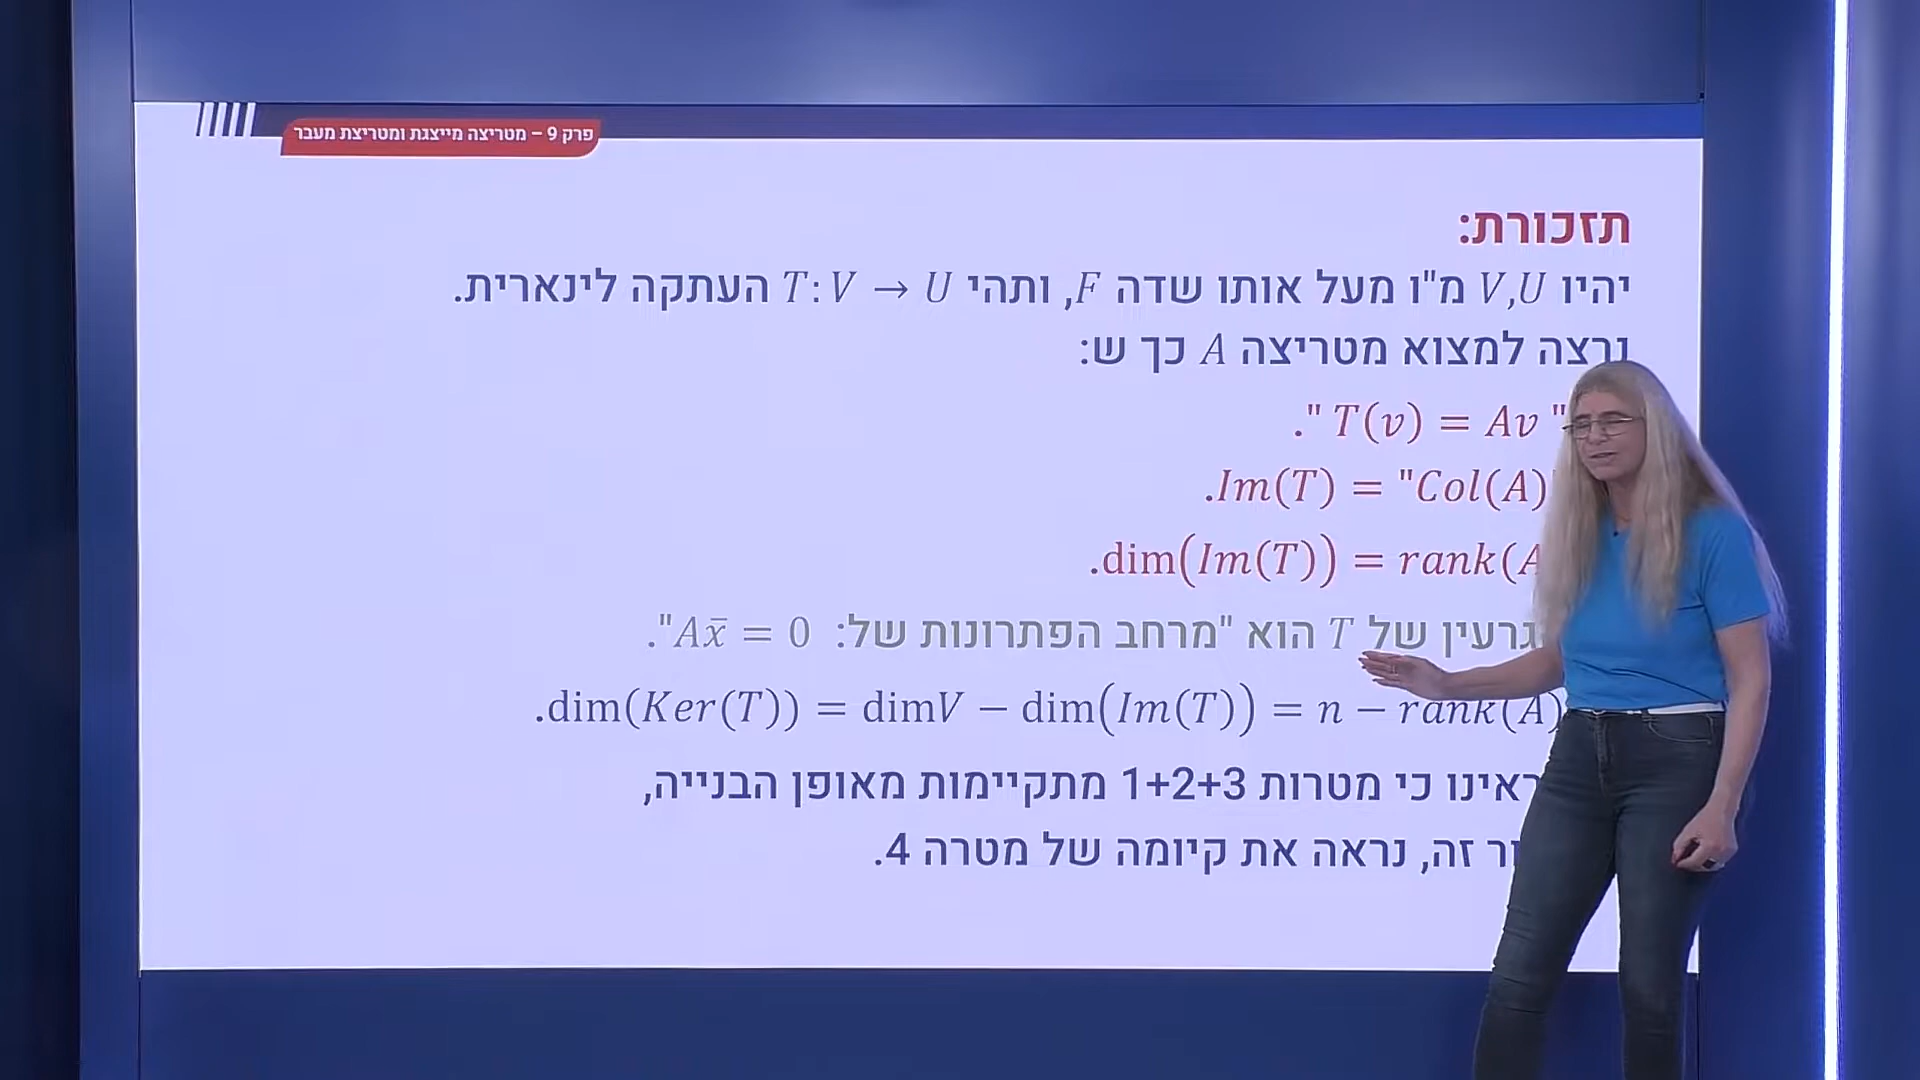 פרק 9 – מטריצה מייצגת ומטריצת מעבר
תזכורת:
יהיו V,U מ"ו מעל אותו שדה F, ותהי T: V → U העתקה לינארית.
נרצה למצוא מטריצה A כך ש:
" T(v) = Av ".
Im(T) = "Col(A)".
dim(Im(T)) = rank(A
גרעין של T הוא "מרחב הפתרונות של: Ax̄ = 0".
dim(Ker(T)) = dimV − dim(Im(T)) = n − rank(A).
ראינו כי מטרות 1+2+3 מתקיימות מאופן הבנייה,
זה, נראה את קיומה של מטרה 4.